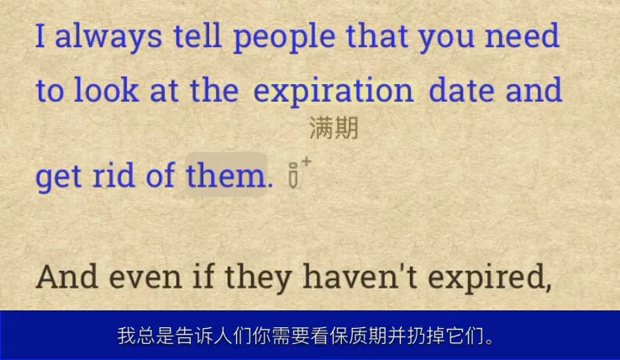 I always tell people that you need
to look at the expiration date and
满期
get rid of them.
And even if they haven't expired,
我总是告诉人们你需要看保质期并扔掉它们。